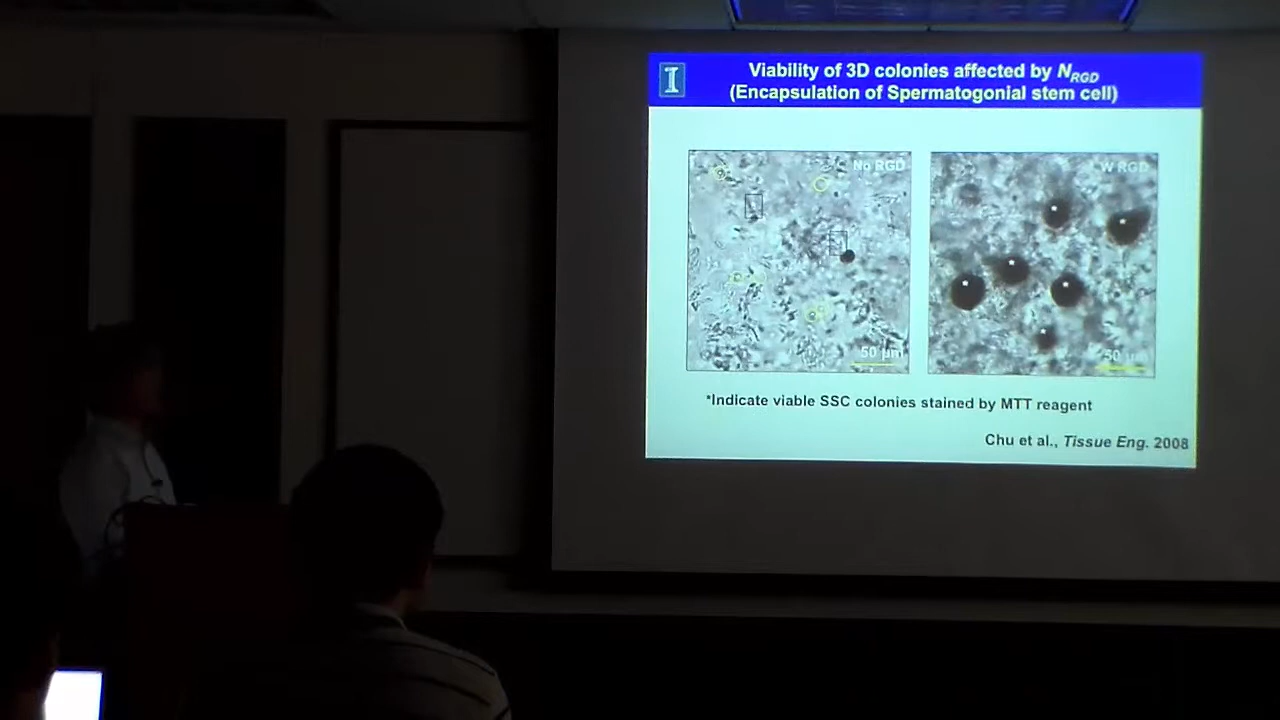 I
Viability of 3D colonies affected by NRGD
(Encapsulation of Spermatogonial stem cell)
No RGD
W RGD
50 µm
50 µm
*Indicate viable SSC colonies stained by MTT reagent
Chu et al., Tissue Eng. 2008